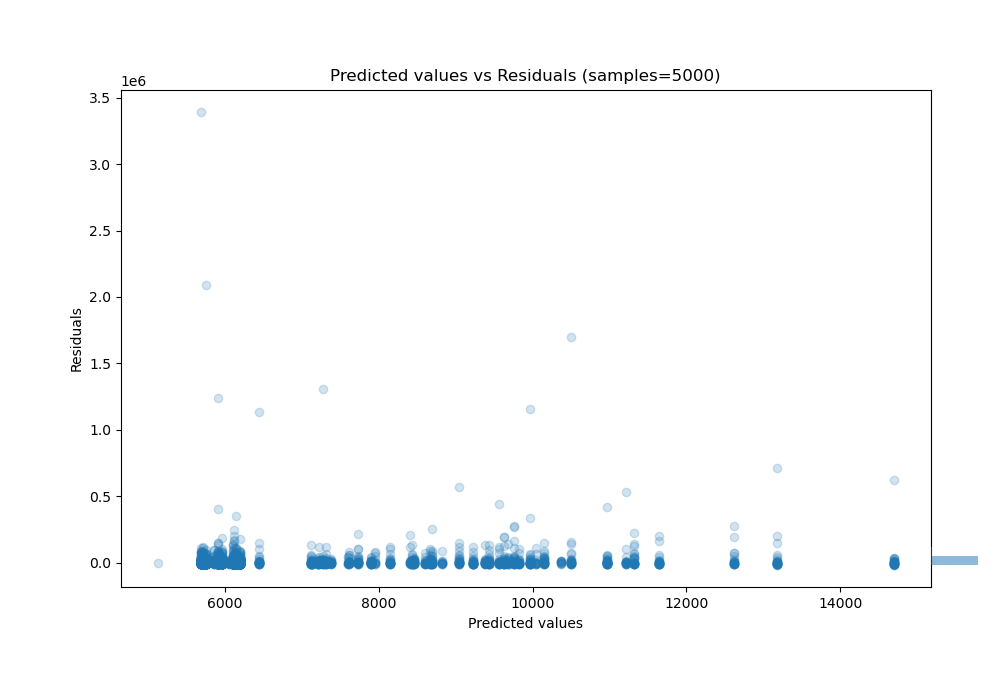 Predicted values vs Residuals (samples=5000)
1e6
3.5
3.0
2.5
2.0
1.5
1.0
0.5
0.0
Residuals
6000 8000 10000 12000 14000
Predicted values